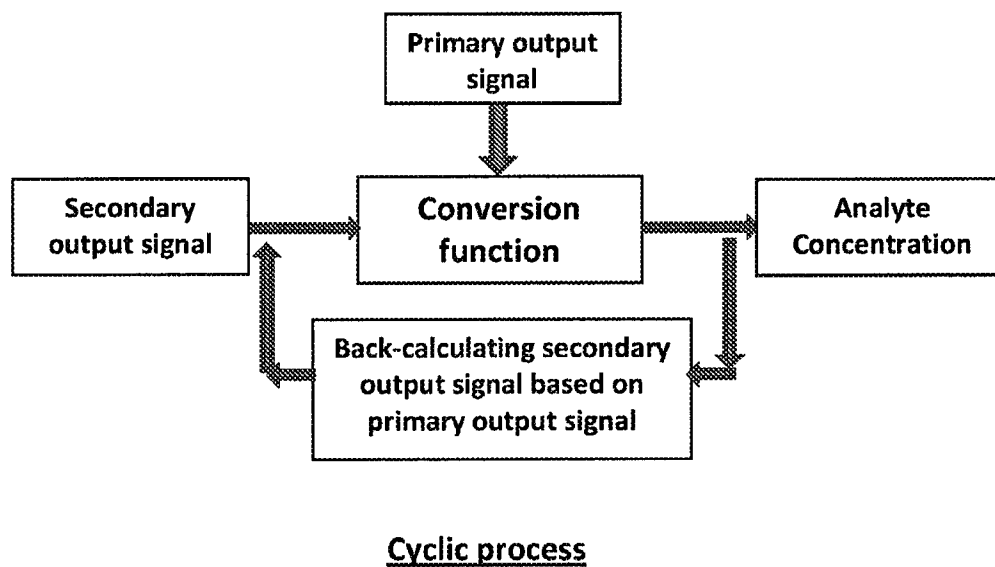 Primary output
signal
Secondary
output signal
Conversion
function
Analyte
Concentration
Back-calculating secondary
output signal based on
primary output signal
Cyclic process